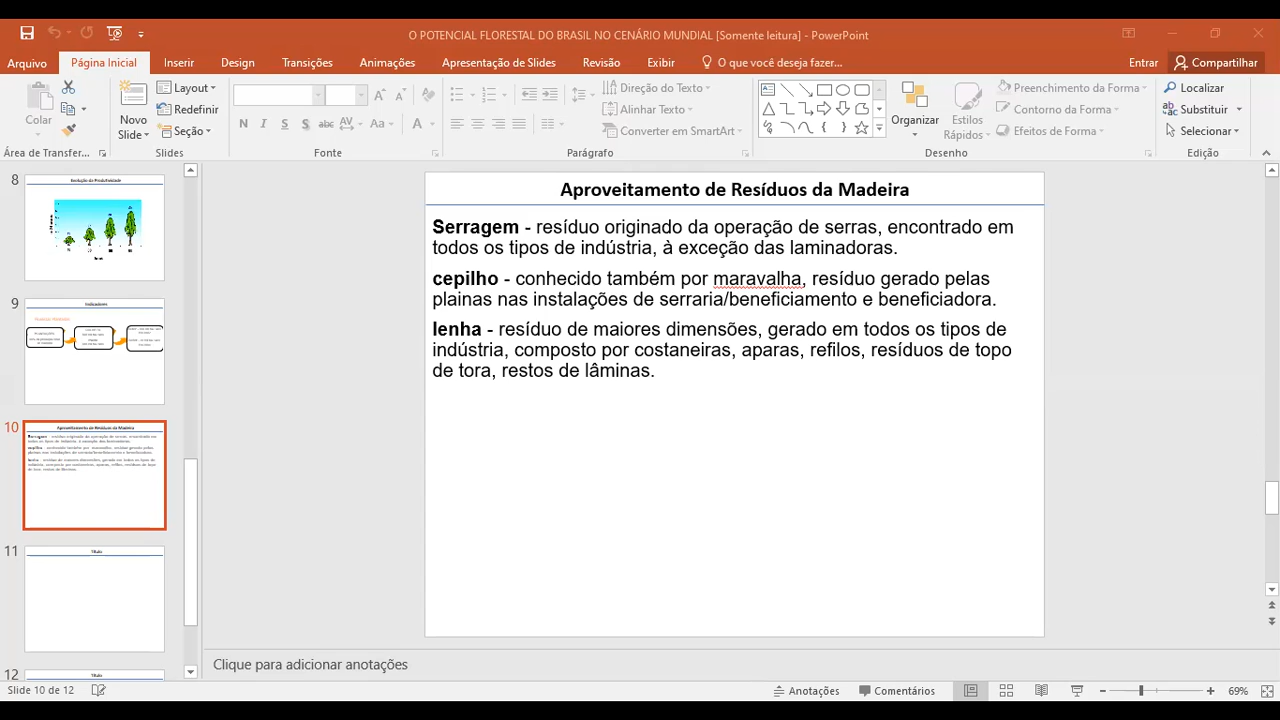 O POTENCIAL FLORESTAL DO BRASIL NO CENÁRIO MUNDIAL [Somente leitura] - PowerPoint
Arquivo Página Inicial Inserir Design Transições Animações Apresentação de Slides Revisão Exibir O que você deseja fazer... Entrar Compartilhar
Colar
Novo Slide
Layout
Redefinir
Seção
N I S S abc AV Aa A
Direção do Texto
Alinhar Texto
Converter em SmartArt
Organizar
Estilos Rápidos
Preenchimento da Forma
Contorno da Forma
Efeitos de Forma
Localizar
Substituir
Selecionar
Área de Transfer... Slides Fonte Parágrafo Desenho Edição
8
Evolução da Produtividade
9
Indicadores
10
Aproveitamento de Resíduos da Madeira
11
Título
12
Título
Aproveitamento de Resíduos da Madeira
Serragem - resíduo originado da operação de serras, encontrado em
todos os tipos de indústria, à exceção das laminadoras.
cepilho - conhecido também por maravalha, resíduo gerado pelas
plainas nas instalações de serraria/beneficiamento e beneficiadora.
lenha - resíduo de maiores dimensões, gerado em todos os tipos de
indústria, composto por costaneiras, aparas, refilos, resíduos de topo
de tora, restos de lâminas.
Clique para adicionar anotações
Slide 10 de 12 Anotações Comentários 69%